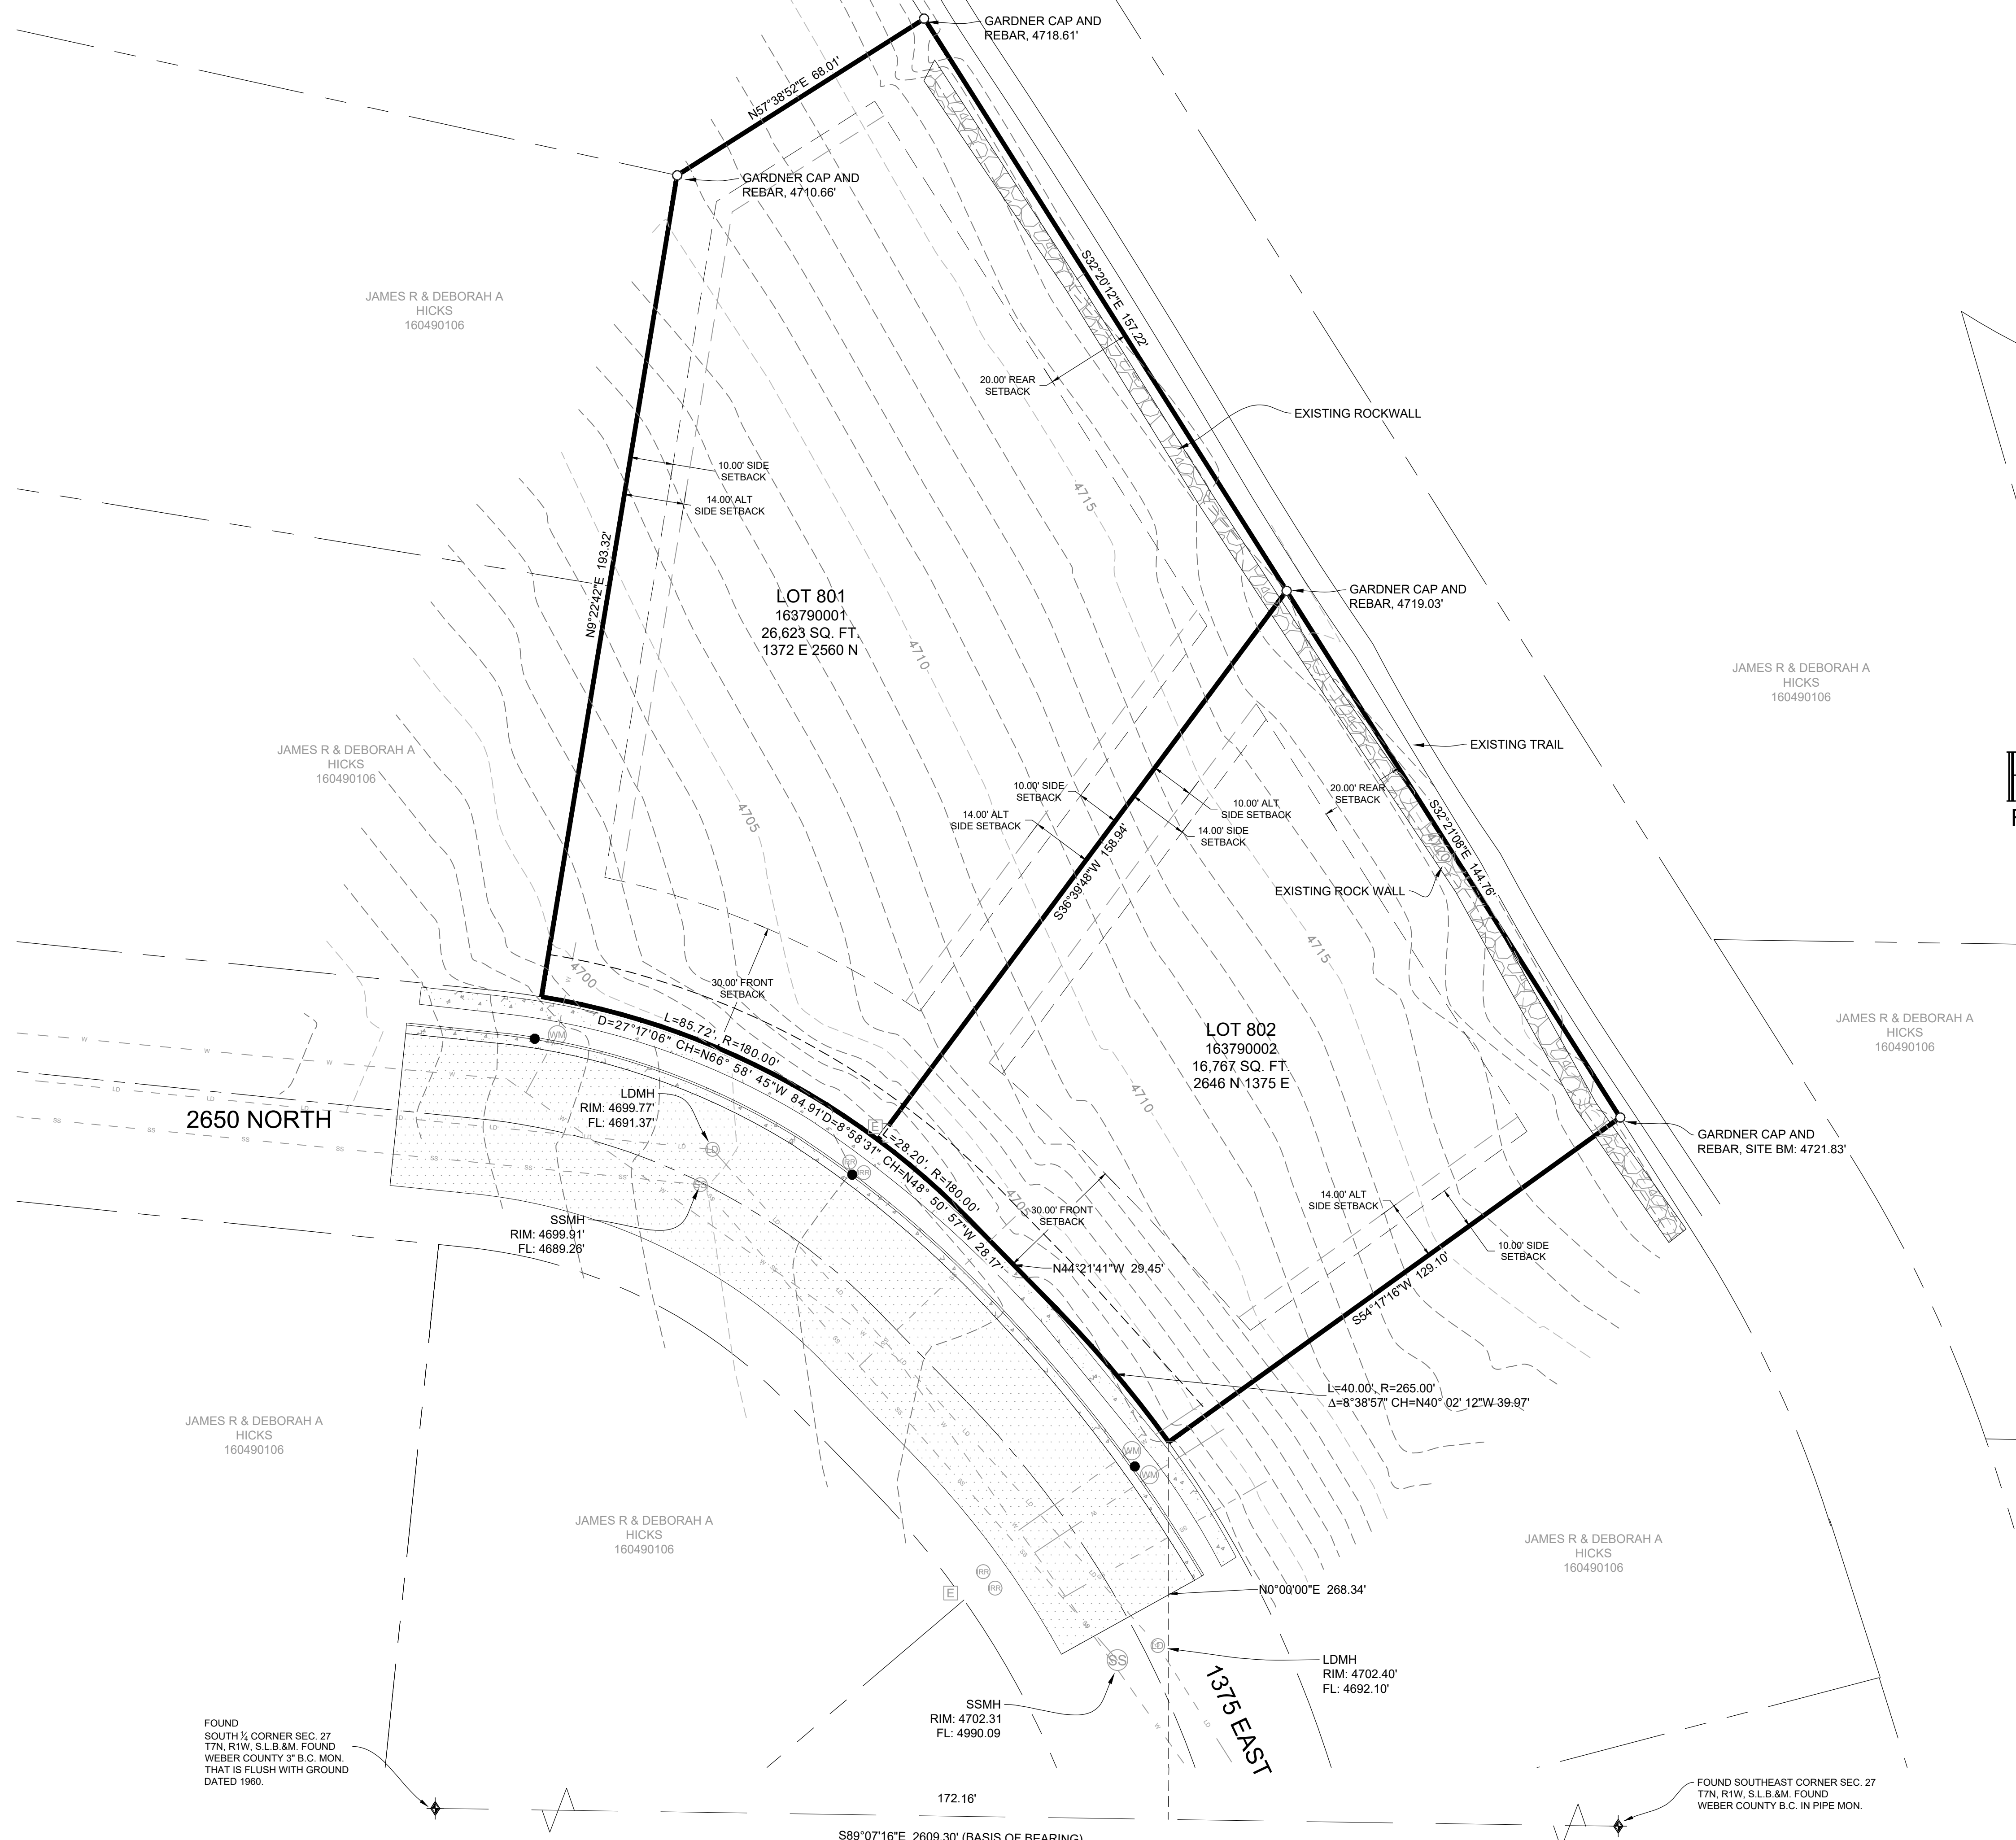 GARDNER CAP AND
REBAR, 4718.61'
N57°38'52"E 68.01'
GARDNER CAP AND
REBAR, 4710.66'
S32°20'12"E 157.22'
JAMES R & DEBORAH A
HICKS
160490106
20.00' REAR
SETBACK
EXISTING ROCKWALL
10.00' SIDE
SETBACK
14.00' ALT
SIDE SETBACK
4715
N9°22'42"E 193.32'
LOT 801
163790001
26,623 SQ. FT.
1372 E 2560 N
4710
GARDNER CAP AND
REBAR, 4719.03'
JAMES R & DEBORAH A
HICKS
160490106
JAMES R & DEBORAH A
HICKS
160490106
EXISTING TRAIL
4705
10.00' SIDE
SETBACK
14.00' ALT
SIDE SETBACK
10.00' ALT
SIDE SETBACK
14.00' SIDE
SETBACK
20.00' REAR
SETBACK
S32°21'08"E 144.76'
4720
S36°39'48"W 158.94'
EXISTING ROCK WALL
4700
30.00' FRONT
SETBACK
4715
L=85.72', R=180.00'
D=27°17'06" CH=N66° 58' 45"W 84.91'
LOT 802
163790002
16,767 SQ. FT.
2646 N 1375 E
JAMES R & DEBORAH A
HICKS
160490106
WM
LDMH
RIM: 4699.77'
FL: 4691.37'
2650 NORTH
4710
E
L=28.20', R=180.00'
D=8°58'31" CH=N48° 50' 57"W 28.17'
GARDNER CAP AND
REBAR, SITE BM: 4721.83'
LD
IRR
IRR
SS
SSMH
RIM: 4699.91'
FL: 4689.26'
4705
30.00' FRONT
SETBACK
14.00' ALT
SIDE SETBACK
10.00' SIDE
SETBACK
N44°21'41"W 29.45'
S54°17'16"W 129.10'
L=40.00', R=265.00'
Δ=8°38'57" CH=N40° 02' 12"W 39.97'
JAMES R & DEBORAH A
HICKS
160490106
WM
WM
JAMES R & DEBORAH A
HICKS
160490106
JAMES R & DEBORAH A
HICKS
160490106
IRR
IRR
E
N0°00'00"E 268.34'
LD
SS
LDMH
RIM: 4702.40'
FL: 4692.10'
1375 EAST
SSMH
RIM: 4702.31
FL: 4990.09
FOUND
SOUTH ¼ CORNER SEC. 27
T7N, R1W, S.L.B.&M. FOUND
WEBER COUNTY 3" B.C. MON.
THAT IS FLUSH WITH GROUND
DATED 1960.
172.16'
FOUND SOUTHEAST CORNER SEC. 27
T7N, R1W, S.L.B.&M. FOUND
WEBER COUNTY B.C. IN PIPE MON.
S89°07'16"E 2609.30' (BASIS OF BEARING)